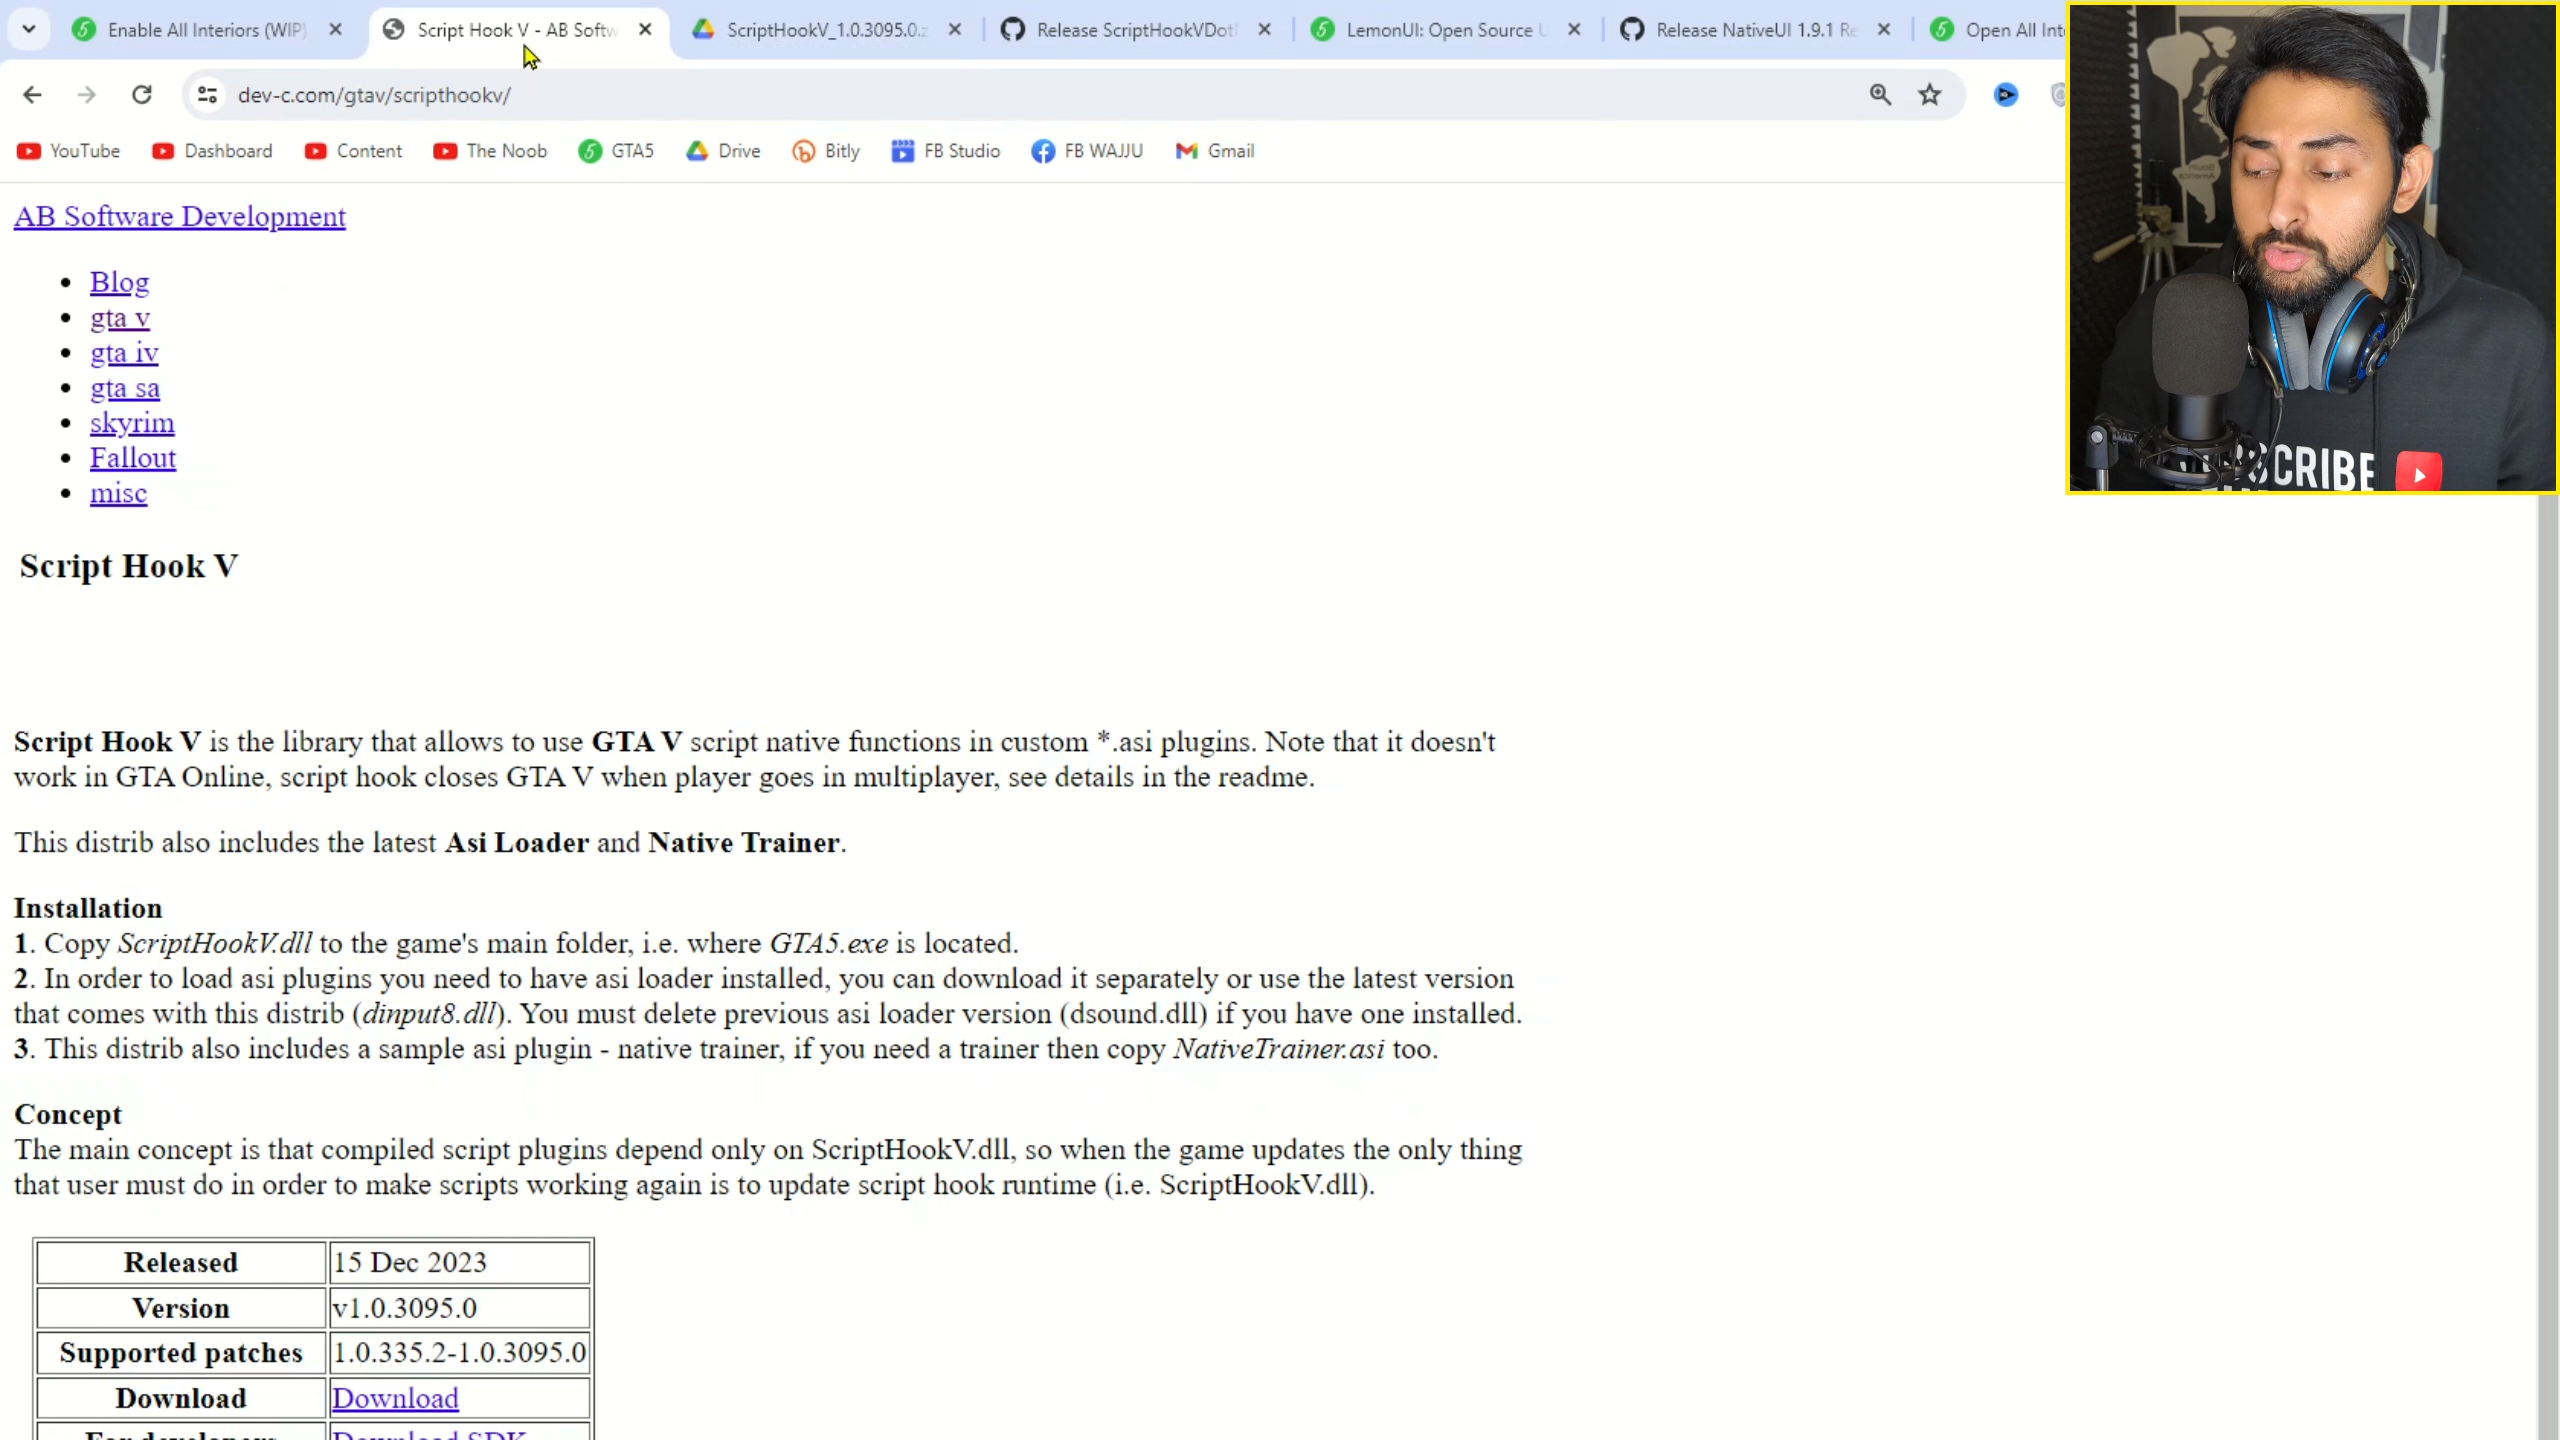 Enable All Interiors (WIP)
Script Hook V - AB Softw
ScriptHookV_1.0.3095.0.z
Release ScriptHookVDotN
LemonUI: Open Source U
Release NativeUI 1.9.1 Re
Open All Int
dev-c.com/gtav/scripthookv/
YouTube
Dashboard
Content
The Noob
GTA5
Drive
Bitly
FB Studio
FB WAJJU
Gmail
AB Software Development
Blog
gta v
gta iv
gta sa
skyrim
Fallout
misc
SCRIBE
Script Hook V
Script Hook V is the library that allows to use GTA V script native functions in custom *.asi plugins. Note that it doesn't
work in GTA Online, script hook closes GTA V when player goes in multiplayer, see details in the readme.
This distrib also includes the latest Asi Loader and Native Trainer.
Installation
1. Copy ScriptHookV.dll to the game's main folder, i.e. where GTA5.exe is located.
2. In order to load asi plugins you need to have asi loader installed, you can download it separately or use the latest version
that comes with this distrib (dinput8.dll). You must delete previous asi loader version (dsound.dll) if you have one installed.
3. This distrib also includes a sample asi plugin - native trainer, if you need a trainer then copy NativeTrainer.asi too.
Concept
The main concept is that compiled script plugins depend only on ScriptHookV.dll, so when the game updates the only thing
that user must do in order to make scripts working again is to update script hook runtime (i.e. ScriptHookV.dll).
Released 15 Dec 2023
Version v1.0.3095.0
Supported patches 1.0.335.2-1.0.3095.0
Download Download
For developers Download SDK